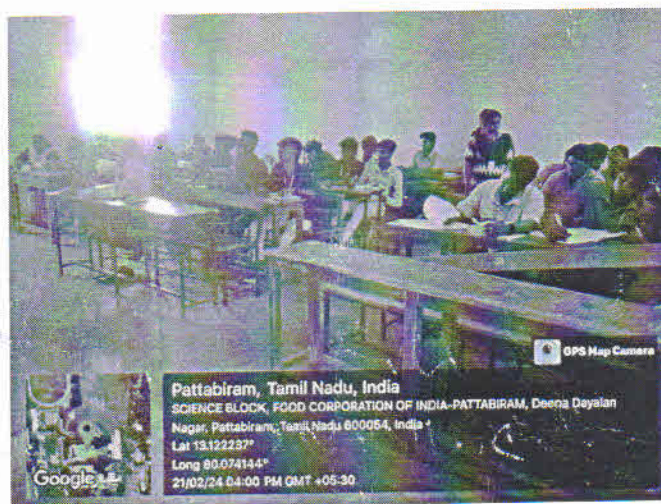 GPS Map Camera
Pattabiram, Tamil Nadu, India
SCIENCE BLOCK, FOOD CORPORATION OF INDIA-PATTABIRAM, Deena Dayalan
Nagar, Pattabiram, Tamil Nadu 600054, India
Lat 13.122237°
Long 80.074144°
21/02/24 04:00 PM GMT +05:30
Google